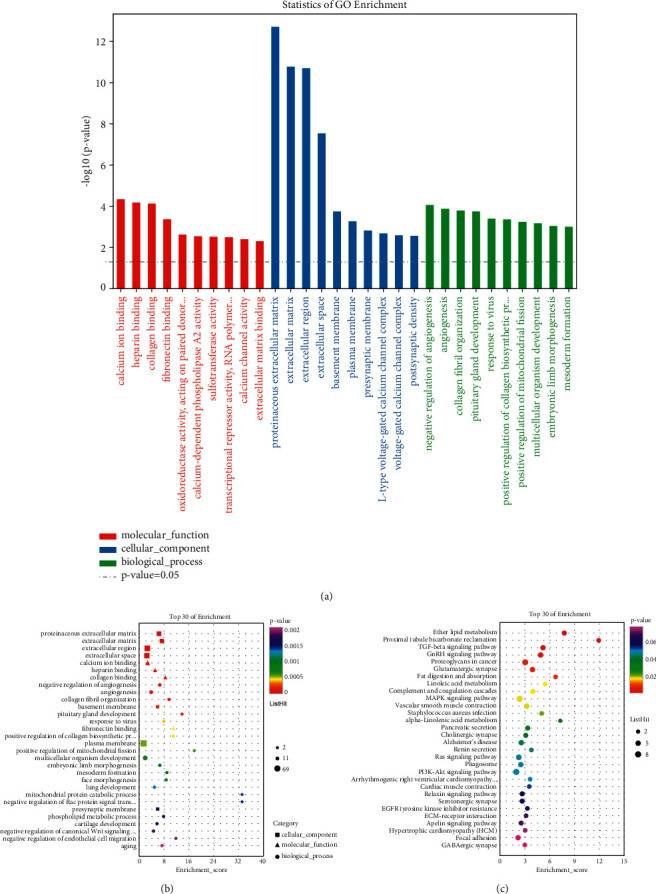 Statistics of GO Enrichment
-log10 (p-value)
12
10
8
6
4
2
0
calcium ion binding
heparin binding
collagen binding
fibronectin binding
oxidoreductase activity, acting on paired donor...
calcium-dependent phospholipase A2 activity
sulfotransferase activity
transcriptional repressor activity, RNA polymer...
calcium channel activity
extracellular matrix binding
proteinaceous extracellular matrix
extracellular matrix
extracellular region
extracellular space
basement membrane
plasma membrane
presynaptic membrane
L-type voltage-gated calcium channel complex
voltage-gated calcium channel complex
postsynaptic density
negative regulation of angiogenesis
angiogenesis
collagen fibril organization
pituitary gland development
response to virus
positive regulation of collagen biosynthetic pr...
positive regulation of mitochondrial fission
multicellular organism development
embryonic limb morphogenesis
mesoderm formation
molecular_function
cellular_component
biological_process
p-value=0.05
(a)
Top 30 of Enrichment
proteinaceous extracellular matrix
extracellular matrix
extracellular region
extracellular space
calcium ion binding
heparin binding
collagen binding
negative regulation of angiogenesis
angiogenesis
collagen fibril organization
basement membrane
pituitary gland development
response to virus
fibronectin binding
positive regulation of collagen biosynthetic pr...
plasma membrane
positive regulation of mitochondrial fission
multicellular organism development
embryonic limb morphogenesis
mesoderm formation
face morphogenesis
lung development
mitochondrial protein catabolic process
negative regulation of Rac protein signal trans...
presynaptic membrane
phospholipid metabolic process
cartilage development
negative regulation of canonical Wnt signaling ...
negative regulation of endothelial cell migration
aging
0 8 16 24 32 40
Enrichment_score
p-value
0.002
0.0015
0.001
0.0005
0
ListHit
2
11
69
Category
cellular_component
molecular_function
biological_process
(b)
Top 30 of Enrichment
Ether lipid metabolism
Proximal tubule bicarbonate reclamation
TGF-beta signaling pathway
GnRH signaling pathway
Proteoglycans in cancer
Glutamatergic synapse
Fat digestion and absorption
Linoleic acid metabolism
Complement and coagulation cascades
MAPK signaling pathway
Vascular smooth muscle contraction
Staphylococcus aureus infection
alpha-Linolenic acid metabolism
Pancreatic secretion
Cholinergic synapse
Alzheimer's disease
Renin secretion
Ras signaling pathway
Phagosome
PI3K-Akt signaling pathway
Arrhythmogenic right ventricular cardiomyopathy...
Cardiac muscle contraction
Relaxin signaling pathway
Serotonergic synapse
EGFR tyrosine kinase inhibitor resistance
ECM-receptor interaction
Apelin signaling pathway
Hypertrophic cardiomyopathy (HCM)
Focal adhesion
GABAergic synapse
0 3 6 9 12 15
Enrichment_score
p-value
0.06
0.04
0.02
ListHit
2
5
8
(c)